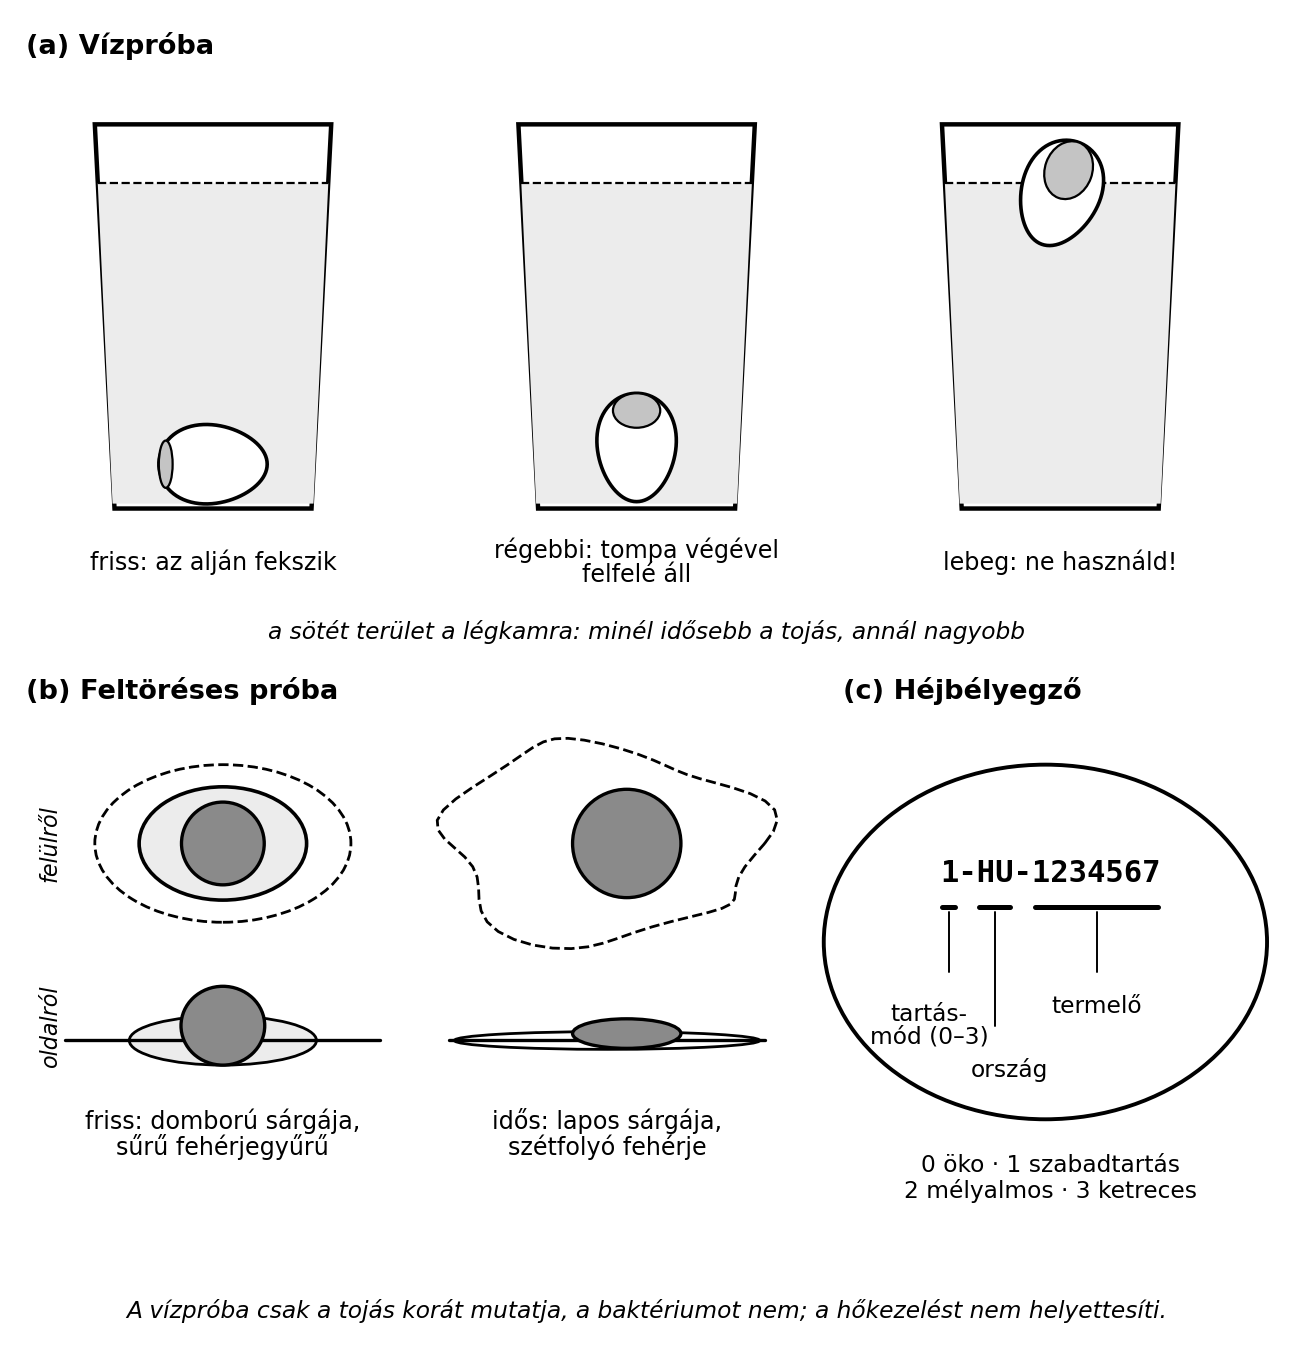 (a) Vízpróba
friss: az alján fekszik
régebbi: tompa végével
felfelé áll
lebeg: ne használd!
a sötét terület a légkamra: minél idősebb a tojás, annál nagyobb
(b) Feltöréses próba
felülről
oldalról
friss: domború sárgája,
sűrű fehérjegyűrű
idős: lapos sárgája,
szétfolyó fehérje
(c) Héjbélyegző
1-HU-1234567
tartás-
mód (0–3)
ország
termelő
0 öko · 1 szabadtartás
2 mélyalmos · 3 ketreces
A vízpróba csak a tojás korát mutatja, a baktériumot nem; a hőkezelést nem helyettesíti.